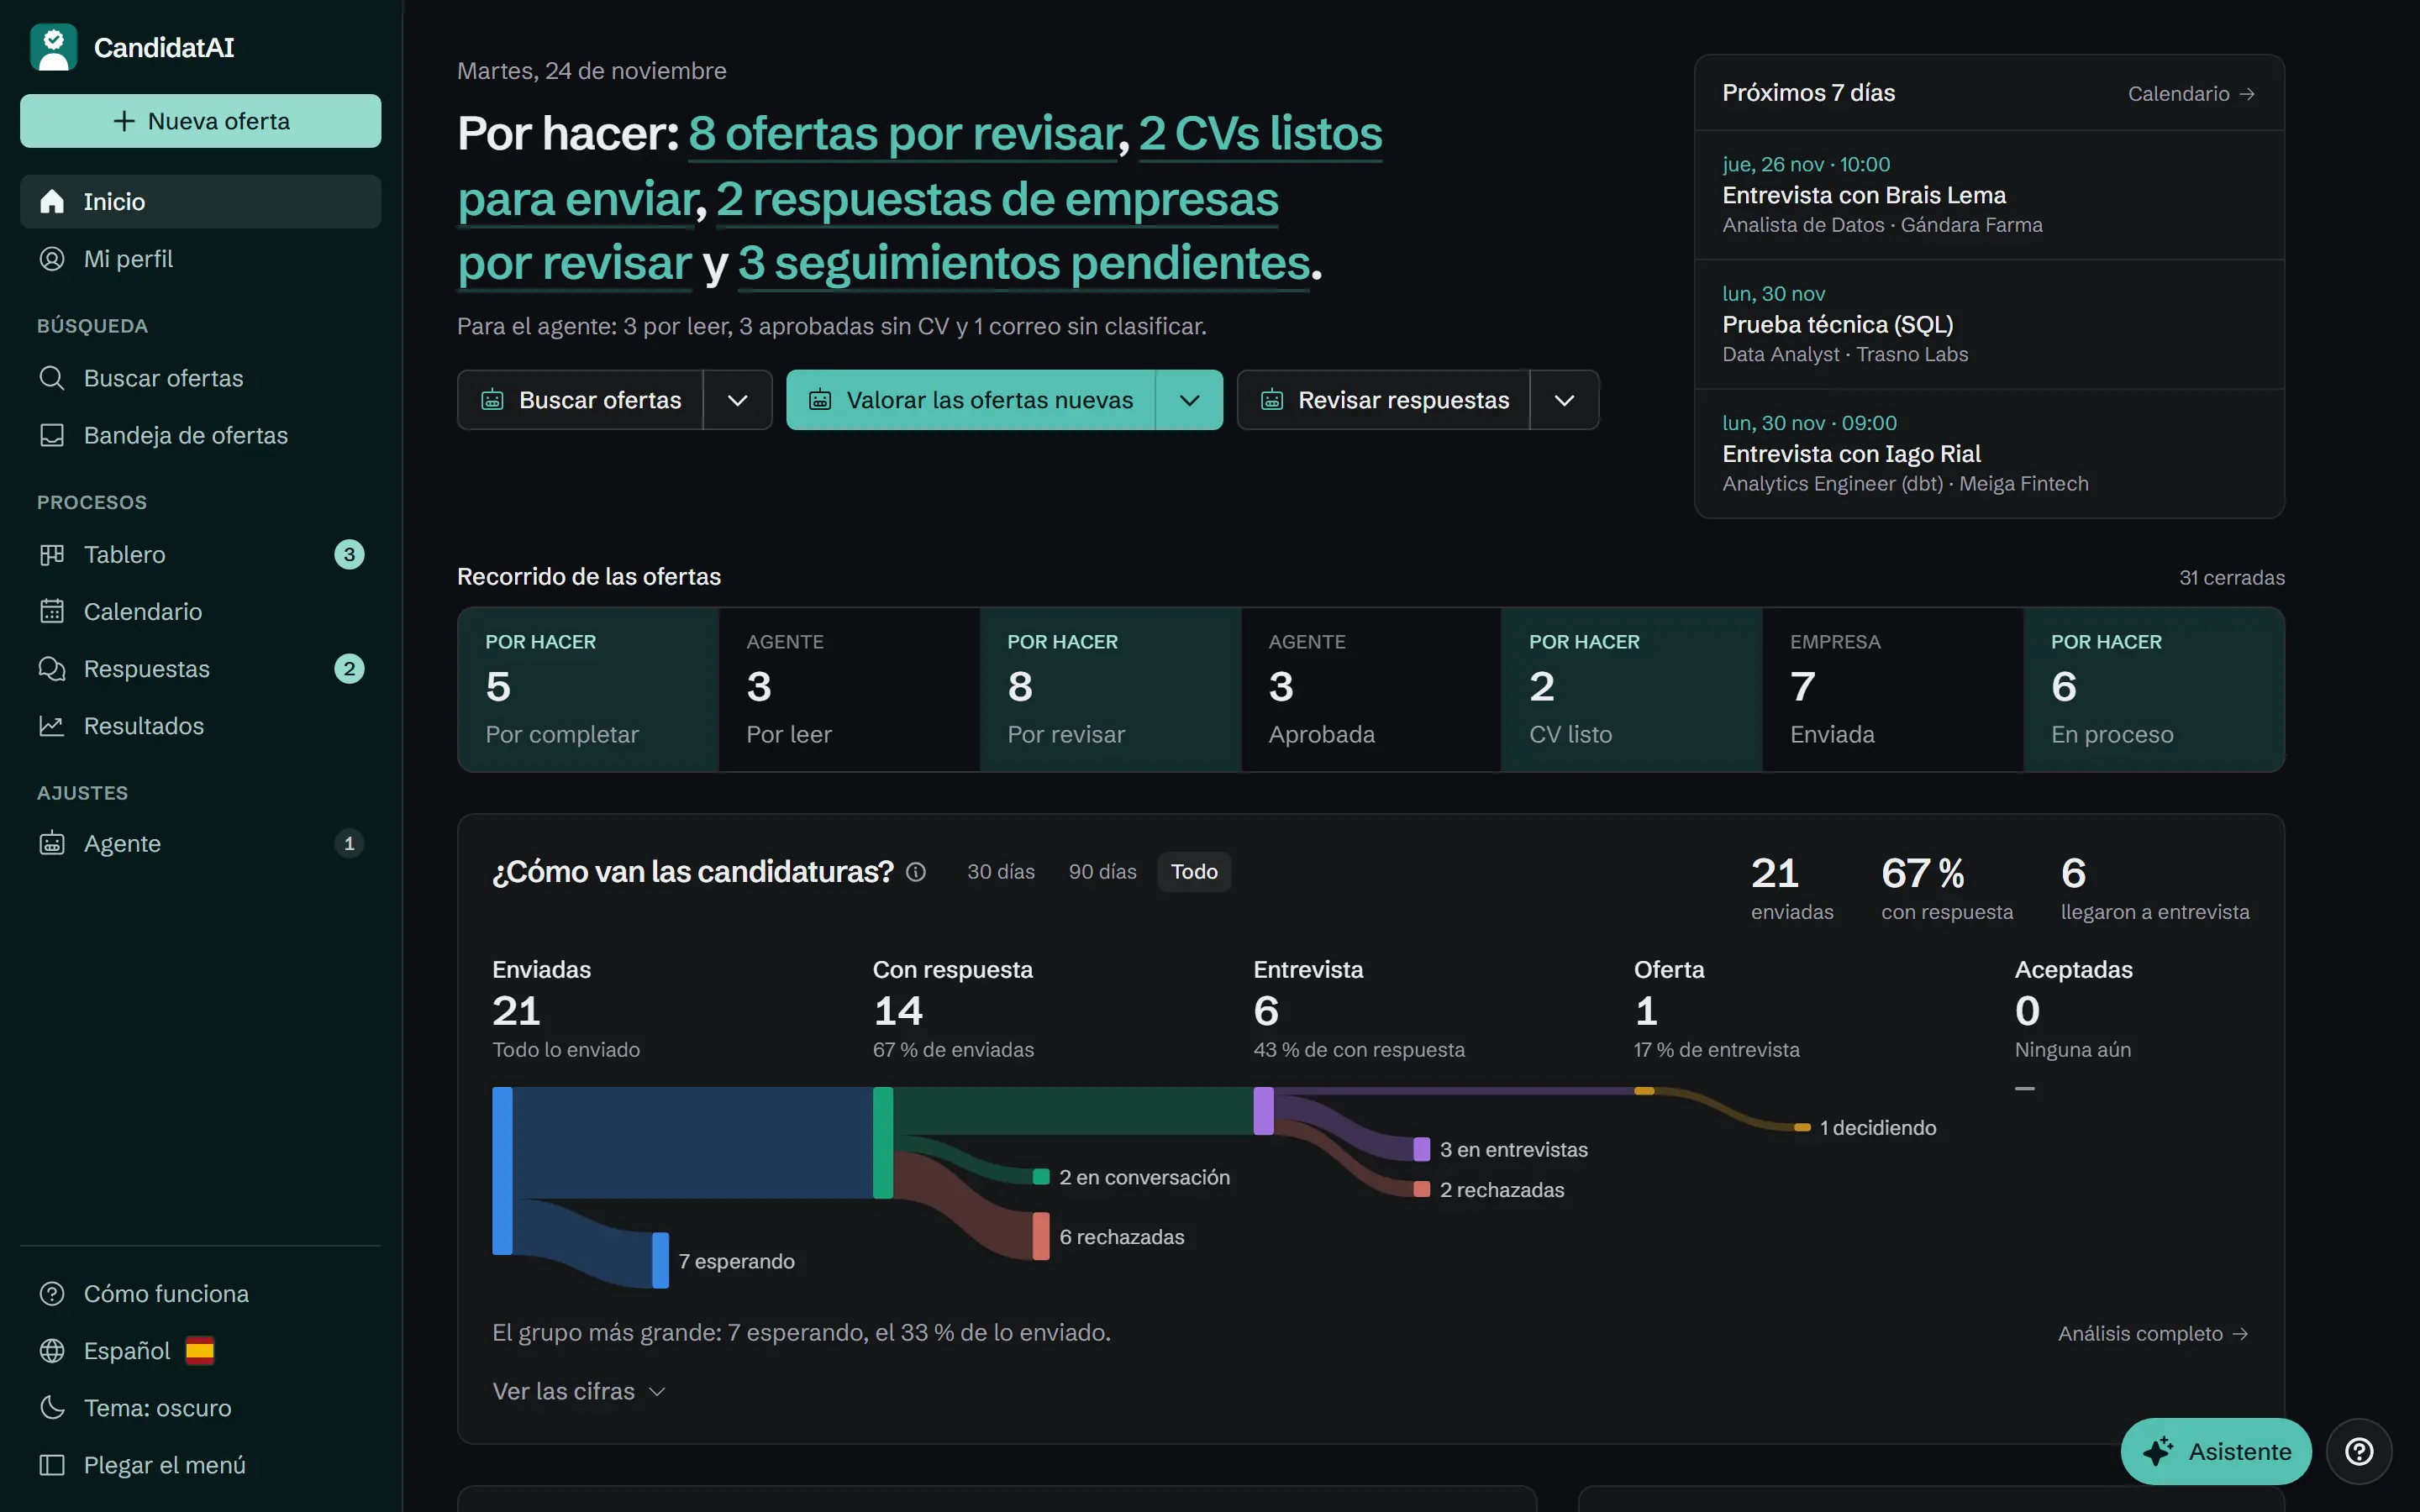 CandidatAI
Nueva oferta
Inicio
Mi perfil
BÚSQUEDA
Buscar ofertas
Bandeja de ofertas
PROCESOS
Tablero 3
Calendario
Respuestas 2
Resultados
AJUSTES
Agente 1
Cómo funciona
Español
Tema: oscuro
Plegar el menú
Martes, 24 de noviembre
Por hacer: 8 ofertas por revisar, 2 CVs listos
para enviar, 2 respuestas de empresas
por revisar y 3 seguimientos pendientes.
Para el agente: 3 por leer, 3 aprobadas sin CV y 1 correo sin clasificar.
Buscar ofertas
Valorar las ofertas nuevas
Revisar respuestas
Próximos 7 días
Calendario →
jue, 26 nov · 10:00
Entrevista con Brais Lema
Analista de Datos · Gándara Farma
lun, 30 nov
Prueba técnica (SQL)
Data Analyst · Trasno Labs
lun, 30 nov · 09:00
Entrevista con Iago Rial
Analytics Engineer (dbt) · Meiga Fintech
Recorrido de las ofertas
31 cerradas
POR HACER
5
Por completar
AGENTE
3
Por leer
POR HACER
8
Por revisar
AGENTE
3
Aprobada
POR HACER
2
CV listo
EMPRESA
7
Enviada
POR HACER
6
En proceso
¿Cómo van las candidaturas?
30 días
90 días
Todo
21
enviadas
67 %
con respuesta
6
llegaron a entrevista
Enviadas
21
Todo lo enviado
Con respuesta
14
67 % de enviadas
Entrevista
6
43 % de con respuesta
Oferta
1
17 % de entrevista
Aceptadas
0
Ninguna aún
—
1 decidiendo
3 en entrevistas
2 en conversación
2 rechazadas
6 rechazadas
7 esperando
El grupo más grande: 7 esperando, el 33 % de lo enviado.
Análisis completo →
Ver las cifras
Asistente